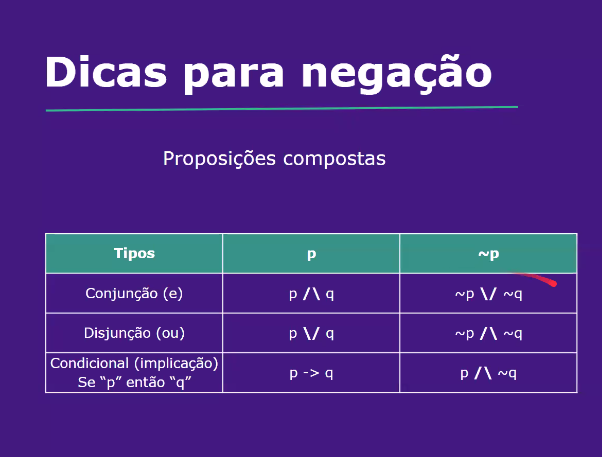 Dicas para negação
Proposições compostas
Tipos p ~p
Conjunção (e) p /\ q ~p \/ ~q
Disjunção (ou) p \/ q ~p /\ ~q
Condicional (implicação)
Se “p” então “q” p -> q p /\ ~q